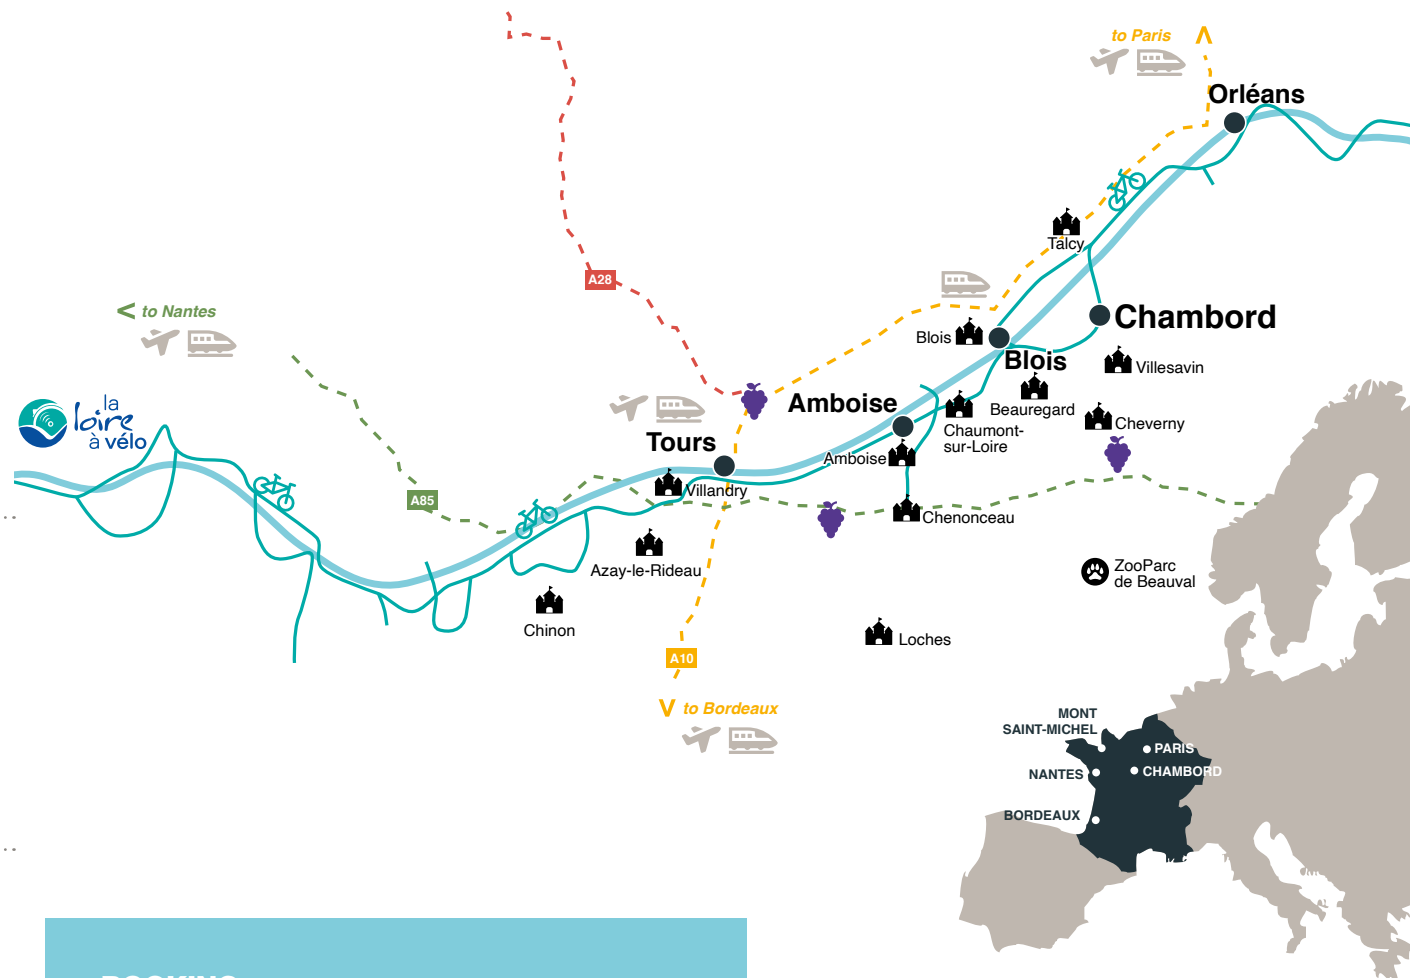 to Paris
Orléans
Talcy
A28
to Nantes
Chambord
Blois
Blois
Villesavin
Beauregard
Amboise
Cheverny
Chaumont-
sur-Loire
la
loire
à vélo
Tours
Amboise
Villandry
A85
Chenonceau
Azay-le-Rideau
ZooParc
de Beauval
Chinon
Loches
A10
to Bordeaux
MONT
SAINT-MICHEL
PARIS
CHAMBORD
NANTES
BORDEAUX
BOOKING